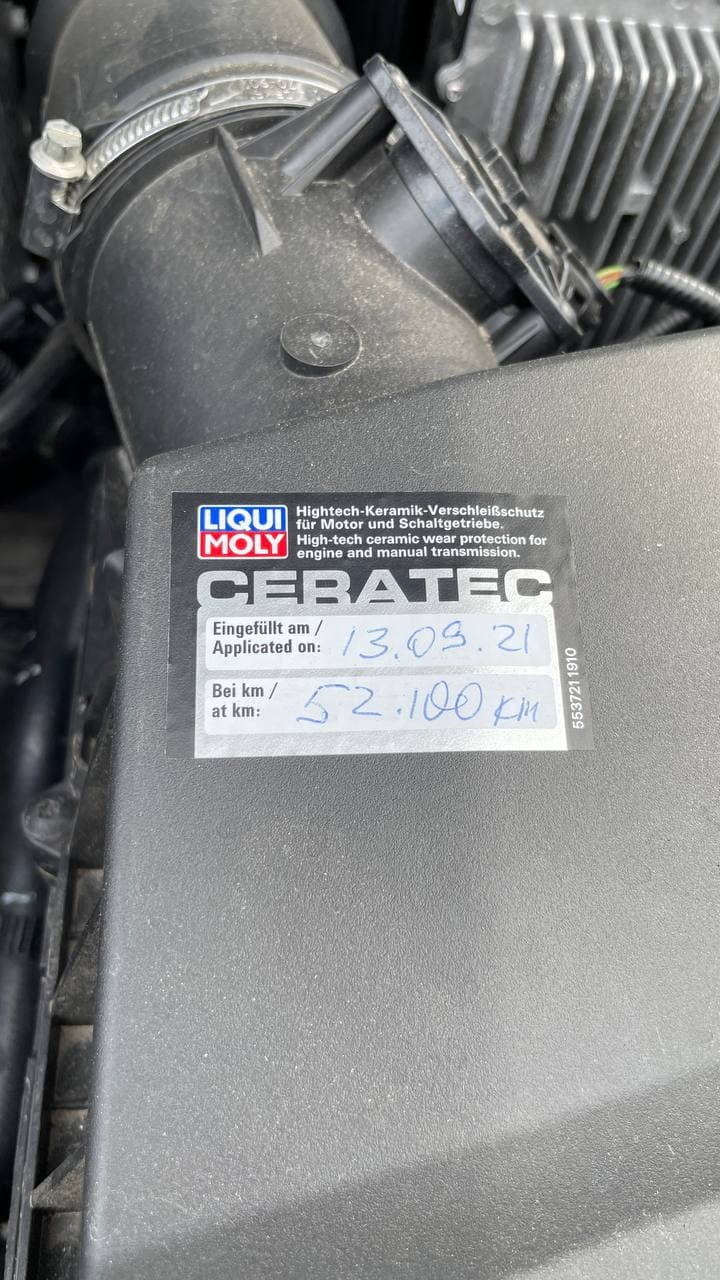 LIQUI
MOLY
Hightech-Keramik-Verschleißschutz
für Motor und Schaltgetriebe.
High-tech ceramic wear protection for
engine and manual transmission.
CERATEC
Eingefüllt am /
Applicated on: 13.09.21
Bei km /
at km: 52.100 KM
5537211910